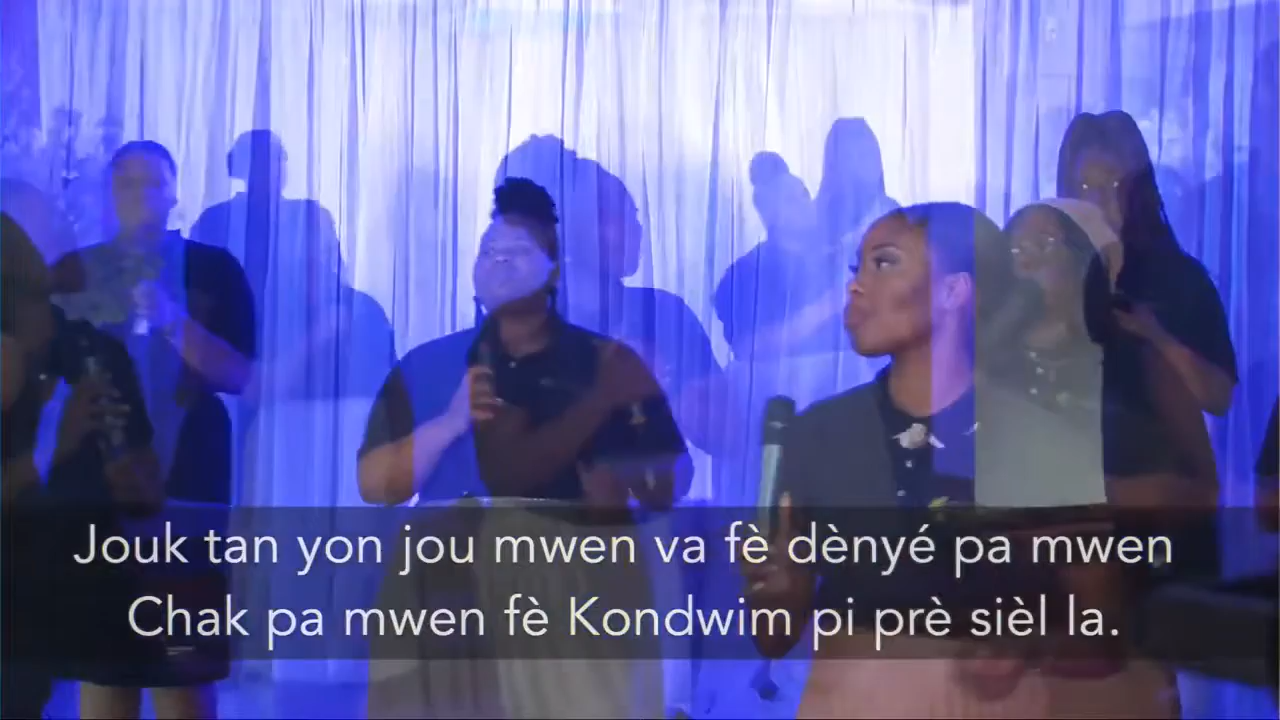 Jouk tan yon jou mwen va fè dènyé pa mwen
Chak pa mwen fè Kondwim pi prè sièl la.